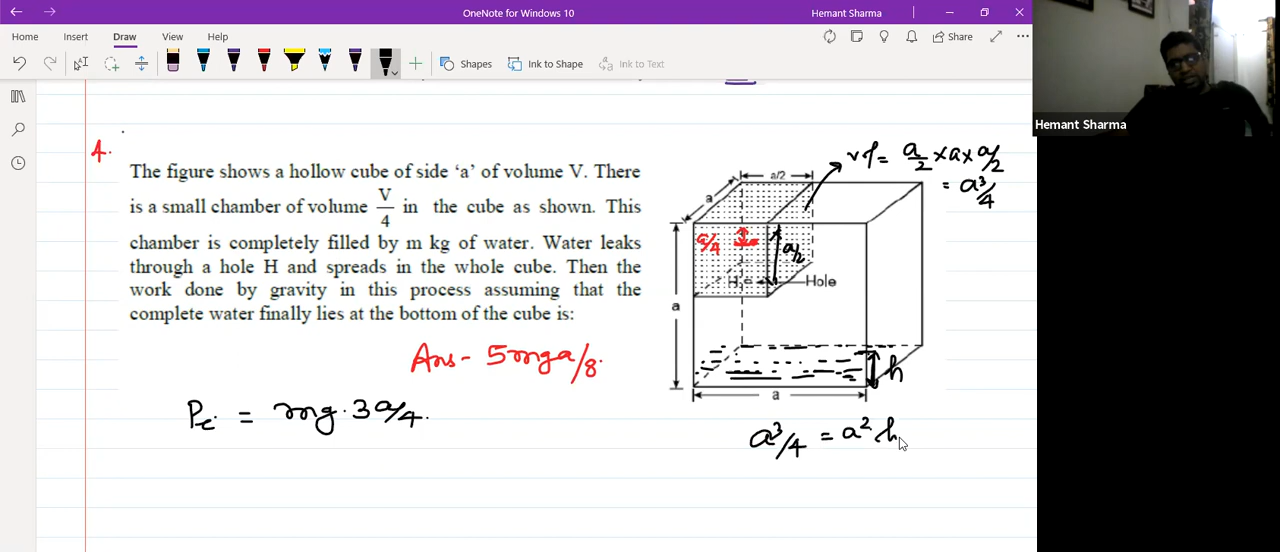 OneNote for Windows 10
Hemant Sharma
Home Insert Draw View Help
Share
Shapes
Ink to Shape
Ink to Text
Hemant Sharma
4.
The figure shows a hollow cube of side ‘a’ of volume V. There
is a small chamber of volume V/4 in the cube as shown. This
chamber is completely filled by m kg of water. Water leaks
through a hole H and spreads in the whole cube. Then the
work done by gravity in this process assuming that the
complete water finally lies at the bottom of the cube is:
Ans - 5mga/8.
= mg. 3a/4.
= a/2 × a × a/2
= a³/4
a/2
a
a/4
a/2
H
Hole
a
h
a
a³/4 = a² h